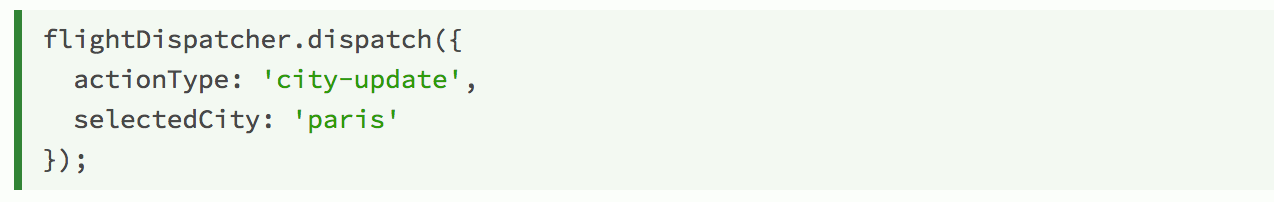 flightDispatcher.dispatch({
  actionType: 'city-update',
  selectedCity: 'paris'
});